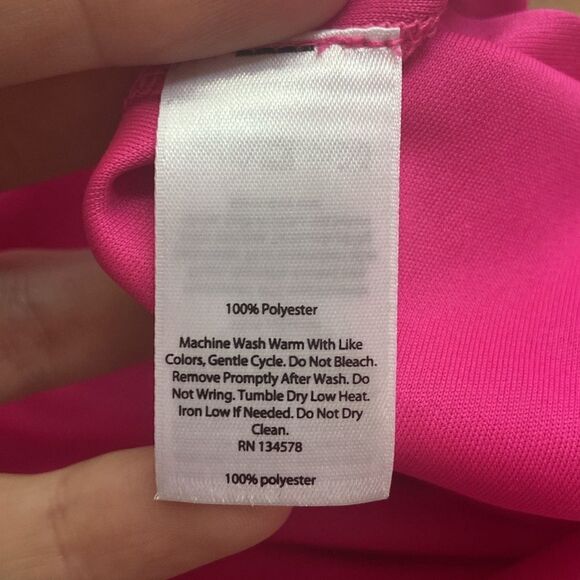 100% Polyester
Machine Wash Warm With Like
Colors, Gentle Cycle. Do Not Bleach.
Remove Promptly After Wash. Do
Not Wring. Tumble Dry Low Heat.
Iron Low If Needed. Do Not Dry
Clean.
RN 134578
100% polyester